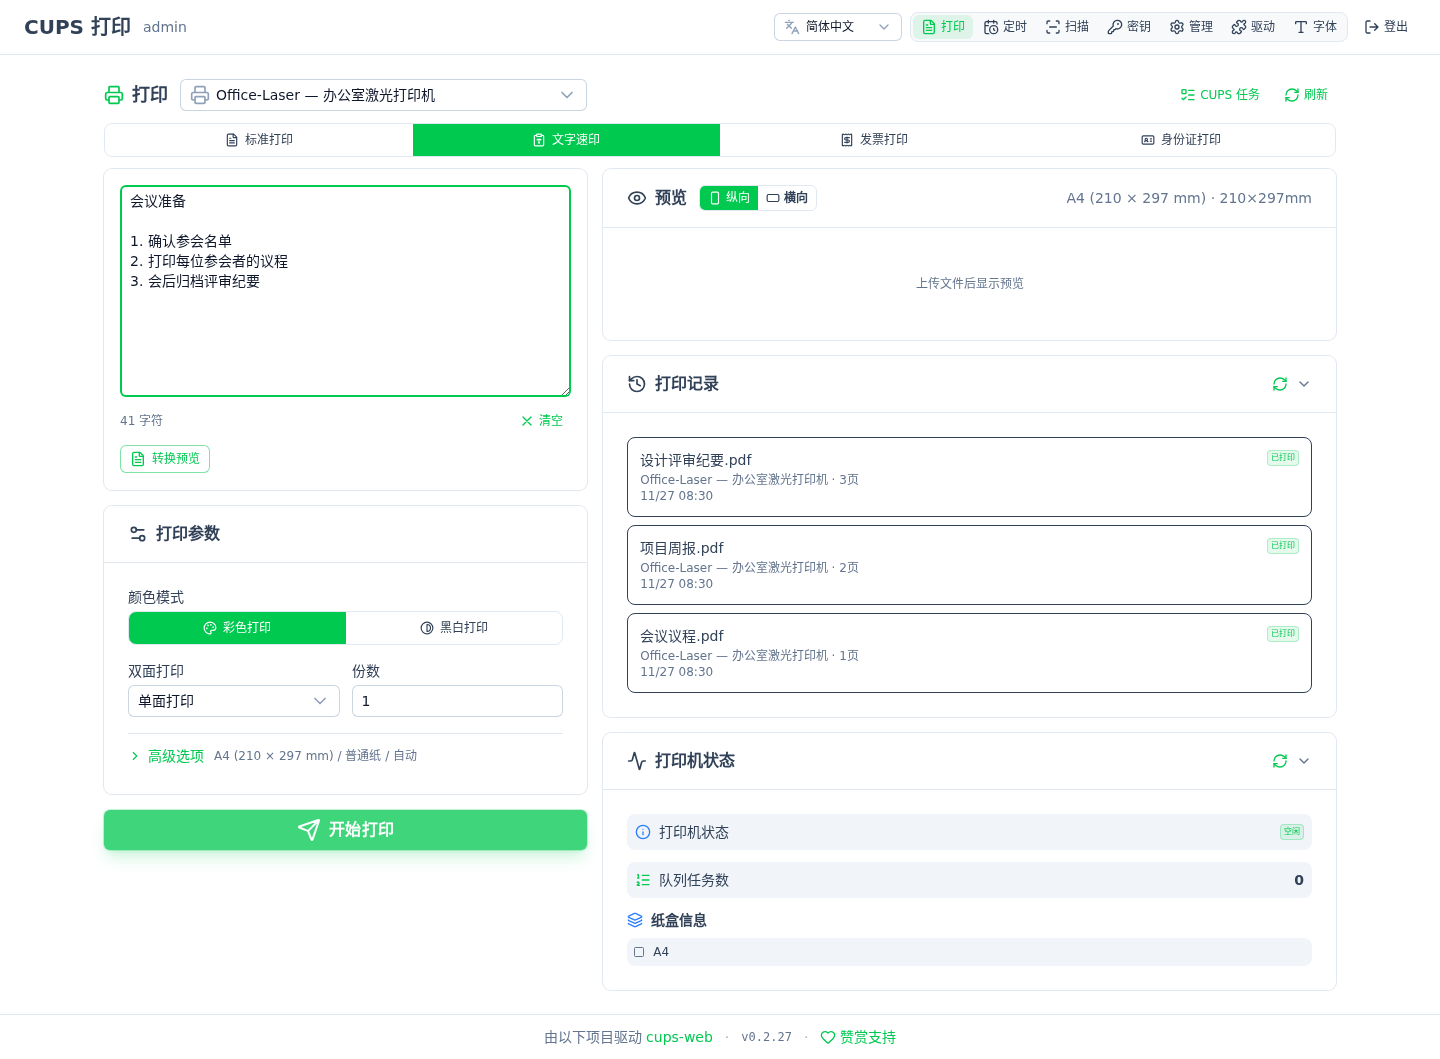 CUPS 打印 admin 简体中文 打印 定时 扫描 密钥 管理 驱动 字体 登出
打印 Office-Laser — 办公室激光打印机 CUPS 任务 刷新
标准打印 文字速印 发票打印 身份证打印
会议准备
1. 确认参会名单
2. 打印每位参会者的议程
3. 会后归档评审纪要
41 字符 清空
转换预览
打印参数
颜色模式
彩色打印 黑白打印
双面打印 份数
单面打印 1
高级选项 A4 (210 × 297 mm) / 普通纸 / 自动
开始打印
预览 纵向 横向 A4 (210 × 297 mm) · 210×297mm
上传文件后显示预览
打印记录
设计评审纪要.pdf 已打印
Office-Laser — 办公室激光打印机 · 3页
11/27 08:30
项目周报.pdf 已打印
Office-Laser — 办公室激光打印机 · 2页
11/27 08:30
会议议程.pdf 已打印
Office-Laser — 办公室激光打印机 · 1页
11/27 08:30
打印机状态
打印机状态 空闲
队列任务数 0
纸盒信息
A4
由以下项目驱动 cups-web · v0.2.27 · 赞赏支持